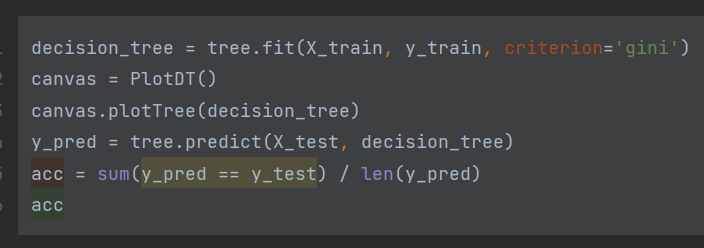 decision_tree = tree.fit(X_train, y_train, criterion='gini')
canvas = PlotDT()
canvas.plotTree(decision_tree)
y_pred = tree.predict(X_test, decision_tree)
acc = sum(y_pred == y_test) / len(y_pred)
acc